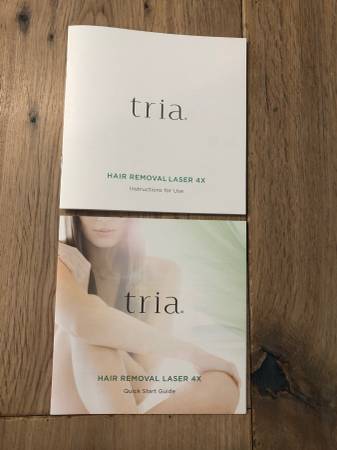 tria
HAIR REMOVAL LASER 4X
Instructions for Use
tria
HAIR REMOVAL LASER 4X
Quick Start Guide